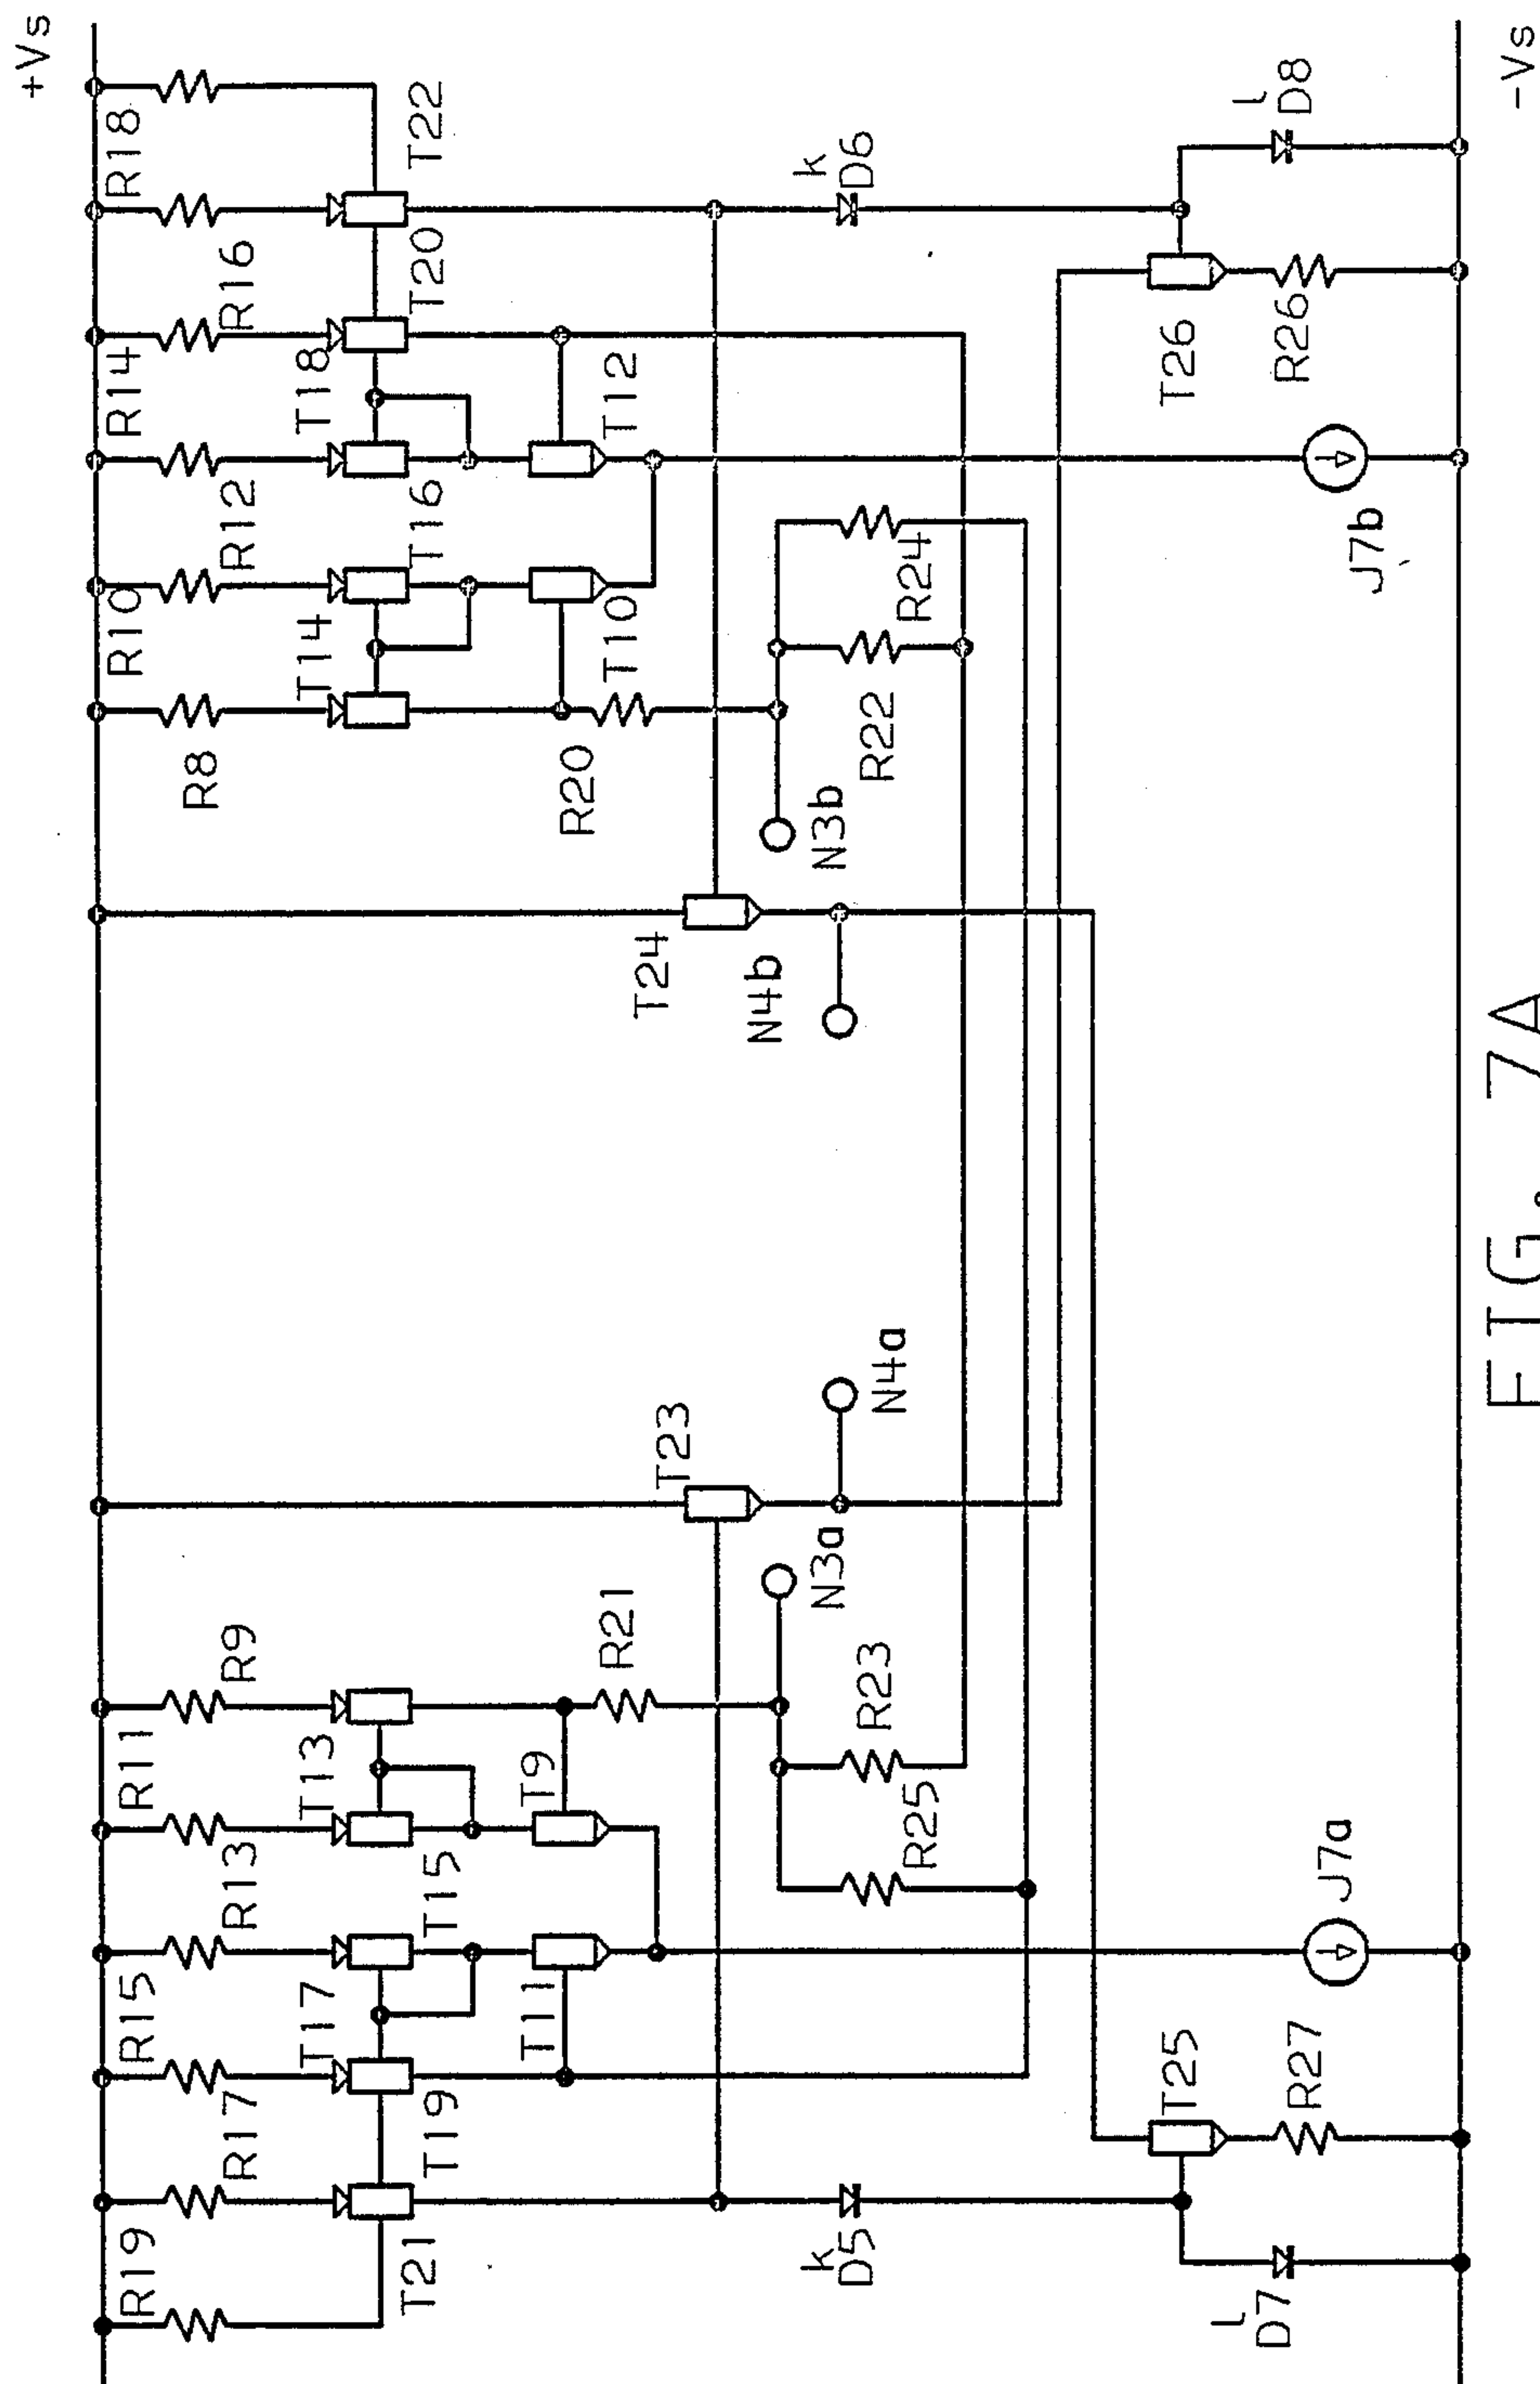 +Vs
R19
R15
R11
R10
R14
R18
R17
R13
R9
R8
R12
R16
T17
T13
T14
T18
T21
T19
T15
T16
T20
T22
T11
T9
R21
R20
T10
T12
T23
T24
N4b
k
D5
N3a
N3b
k
D6
R25
R23
N4a
R22
R24
T25
T26
l
D7
R27
R26
l
D8
J7a
J7b
-Vs
FIG. 7A